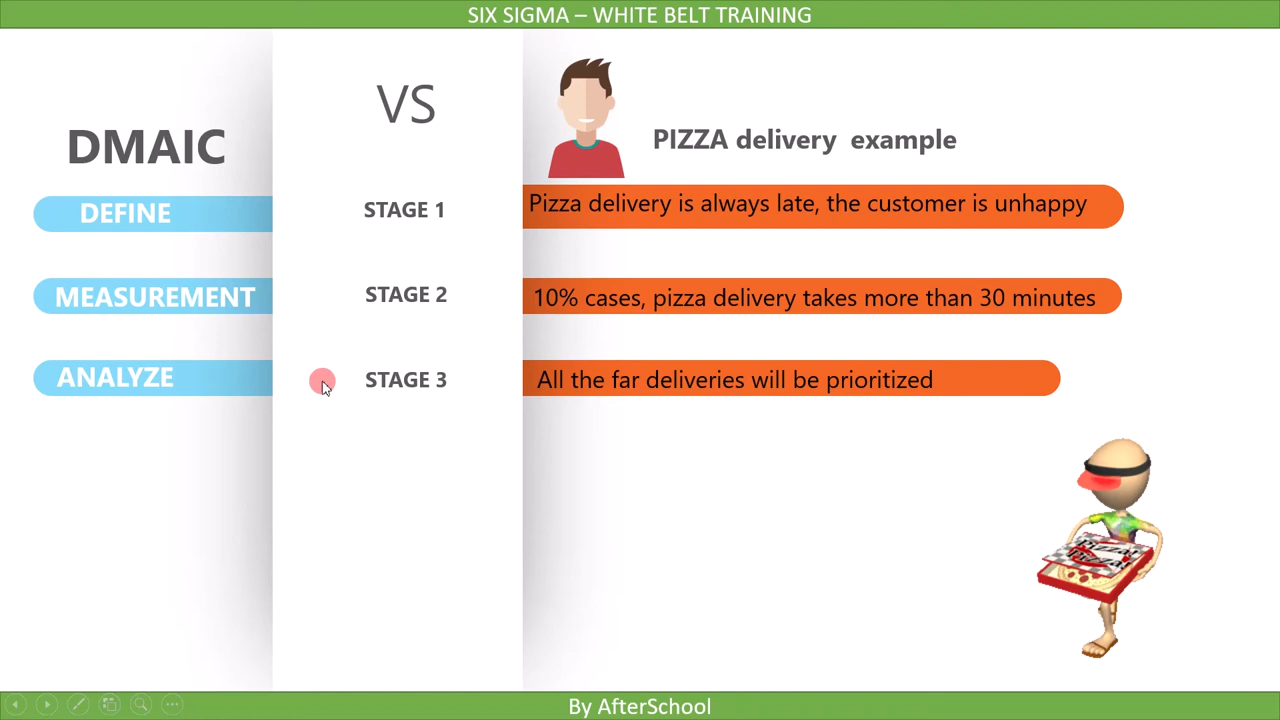 SIX SIGMA – WHITE BELT TRAINING
VS
DMAIC
PIZZA delivery example
DEFINE
STAGE 1
Pizza delivery is always late, the customer is unhappy
MEASUREMENT
STAGE 2
10% cases, pizza delivery takes more than 30 minutes
ANALYZE
STAGE 3
All the far deliveries will be prioritized
Pizza!
Pizza!
By AfterSchool